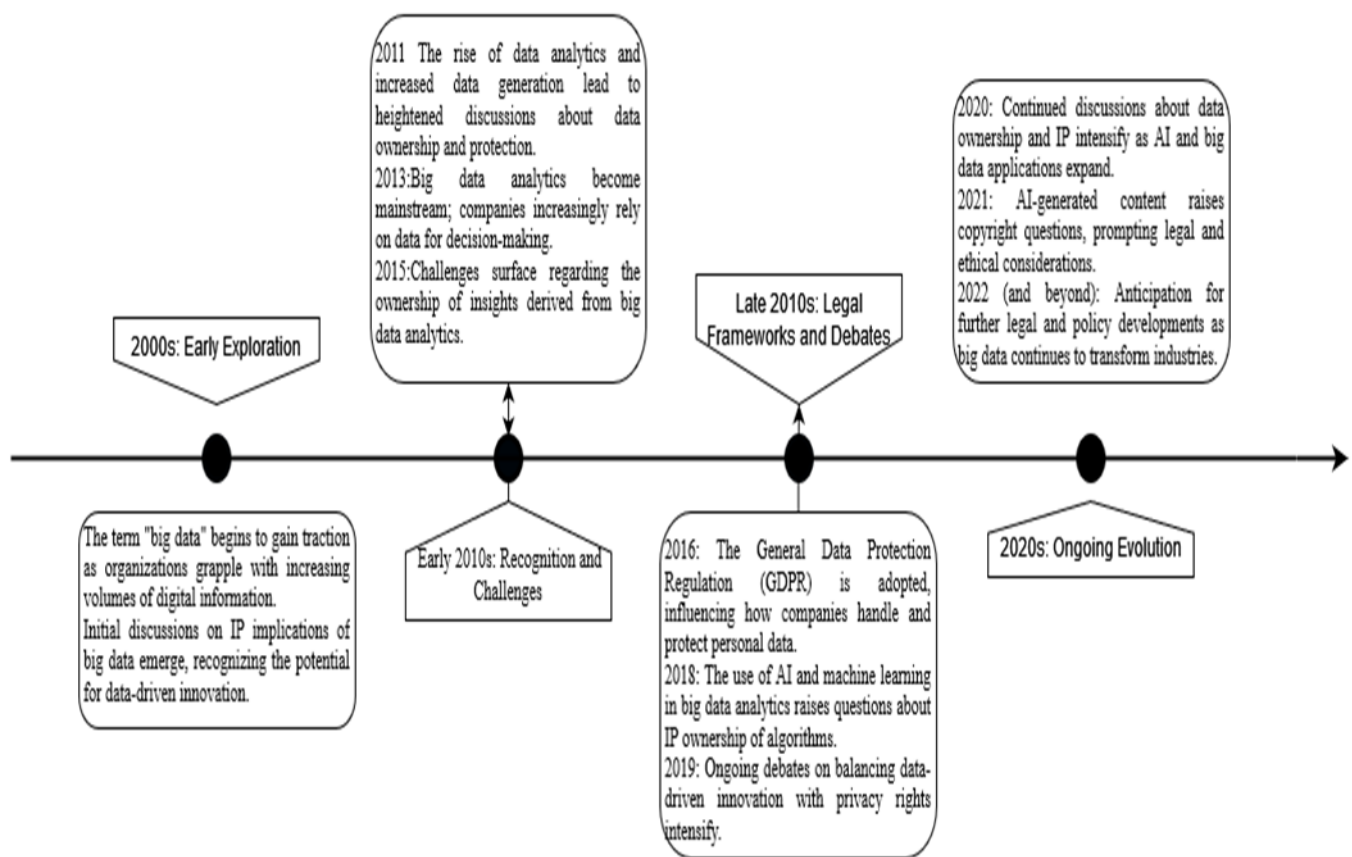 2000s: Early Exploration
The term "big data" begins to gain traction
as organizations grapple with increasing
volumes of digital information.
Initial discussions on IP implications of
big data emerge, recognizing the potential
for data-driven innovation.
2011 The rise of data analytics and
increased data generation lead to
heightened discussions about data
ownership and protection.
2013:Big data analytics become
mainstream; companies increasingly rely
on data for decision-making.
2015:Challenges surface regarding the
ownership of insights derived from big
data analytics.
Early 2010s: Recognition and
Challenges
Late 2010s: Legal
Frameworks and Debates
2016: The General Data Protection
Regulation (GDPR) is adopted,
influencing how companies handle and
protect personal data.
2018: The use of AI and machine learning
in big data analytics raises questions about
IP ownership of algorithms.
2019: Ongoing debates on balancing data-
driven innovation with privacy rights
intensify.
2020: Continued discussions about data
ownership and IP intensify as AI and big
data applications expand.
2021: AI-generated content raises
copyright questions, prompting legal and
ethical considerations.
2022 (and beyond): Anticipation for
further legal and policy developments as
big data continues to transform industries.
2020s: Ongoing Evolution